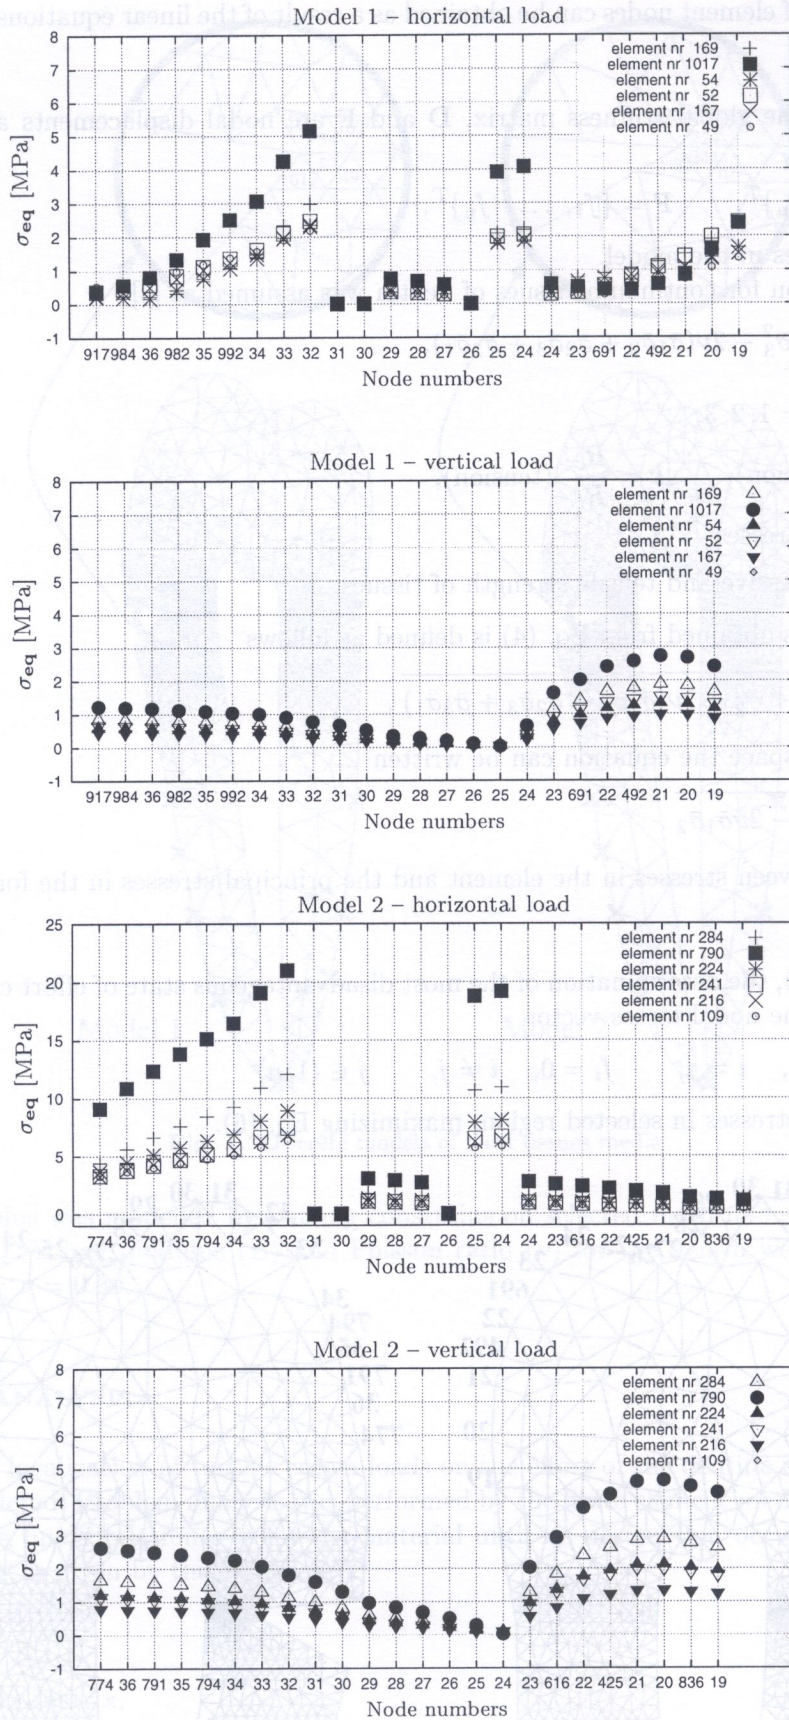 Model 1 – horizontal load
8
7
6
5
4
3
2
1
0
-1
σeq [MPa]
element nr 169
element nr 1017
element nr 54
element nr 52
element nr 167
element nr 49
917 984 36 982 35 992 34 33 32 31 30 29 28 27 26 25 24 24 23 691 22 492 21 20 19
Node numbers
Model 1 – vertical load
8
7
6
5
4
3
2
1
0
-1
σeq [MPa]
element nr 169
element nr 1017
element nr 54
element nr 52
element nr 167
element nr 49
917 984 36 982 35 992 34 33 32 31 30 29 28 27 26 25 24 23 691 22 492 21 20 19
Node numbers
Model 2 – horizontal load
25
20
15
10
5
0
σeq [MPa]
element nr 284
element nr 790
element nr 224
element nr 241
element nr 216
element nr 109
774 36 791 35 794 34 33 32 31 30 29 28 27 26 25 24 24 23 616 22 425 21 20 836 19
Node numbers
Model 2 – vertical load
8
7
6
5
4
3
2
1
0
-1
σeq [MPa]
element nr 284
element nr 790
element nr 224
element nr 241
element nr 216
element nr 109
774 36 791 35 794 34 33 32 31 30 29 28 27 26 25 24 23 616 22 425 21 20 836 19
Node numbers